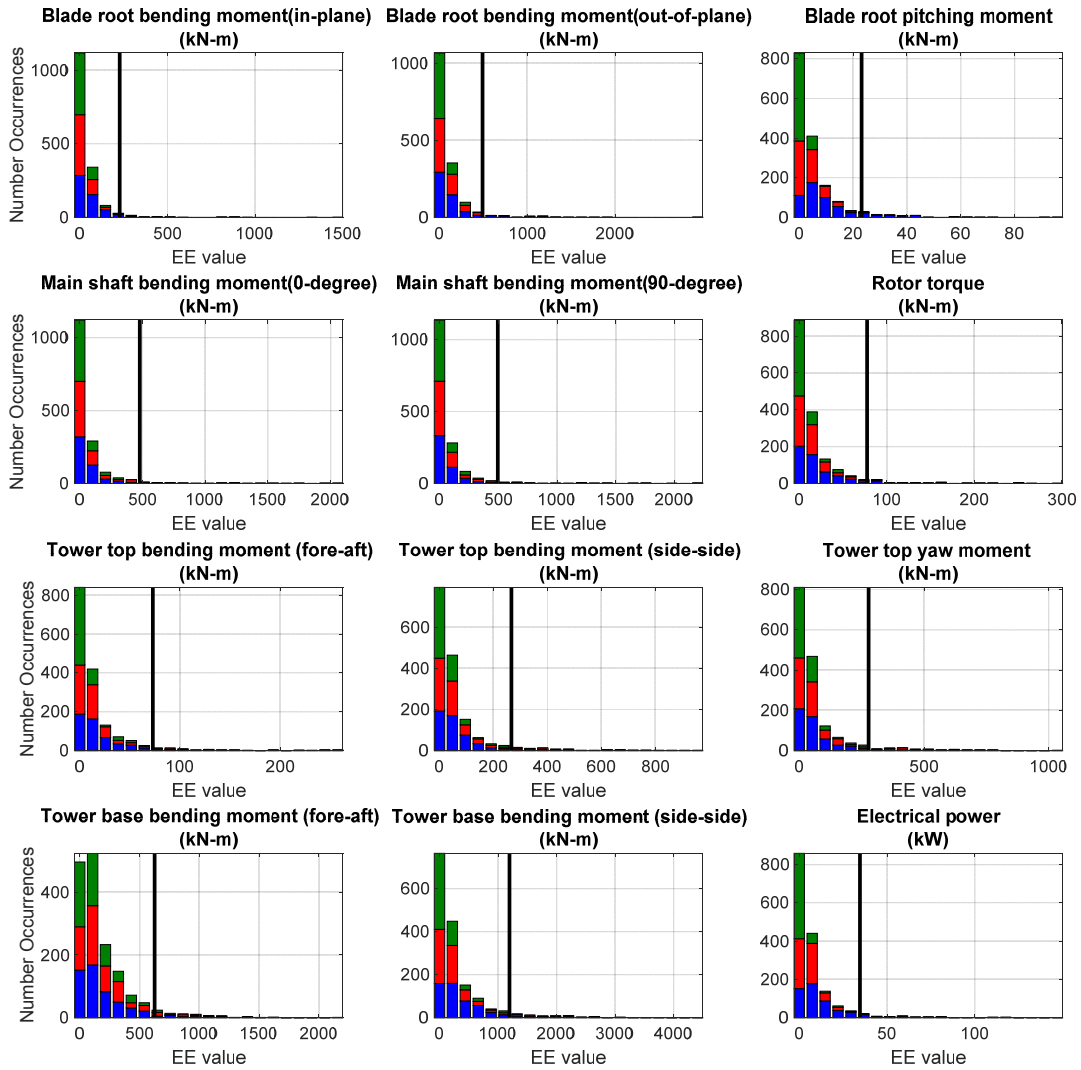 Blade root bending moment(in-plane)
(kN-m)
Number Occurrences
1000
500
0
0 500 1000 1500
EE value
Blade root bending moment(out-of-plane)
(kN-m)
1000
500
0
0 1000 2000
EE value
Blade root pitching moment
(kN-m)
800
600
400
200
0
0 20 40 60 80
EE value
Main shaft bending moment(0-degree)
(kN-m)
Number Occurrences
1000
500
0
0 500 1000 1500 2000
EE value
Main shaft bending moment(90-degree)
(kN-m)
1000
500
0
0 500 1000 1500 2000
EE value
Rotor torque
(kN-m)
800
600
400
200
0
0 100 200 300
EE value
Tower top bending moment (fore-aft)
(kN-m)
Number Occurrences
800
600
400
200
0
0 100 200
EE value
Tower top bending moment (side-side)
(kN-m)
600
400
200
0
0 200 400 600 800
EE value
Tower top yaw moment
(kN-m)
800
600
400
200
0
0 500 1000
EE value
Tower base bending moment (fore-aft)
(kN-m)
Number Occurrences
400
200
0
0 500 1000 1500 2000
EE value
Tower base bending moment (side-side)
(kN-m)
600
400
200
0
0 1000 2000 3000 4000
EE value
Electrical power
(kW)
800
600
400
200
0
0 50 100
EE value